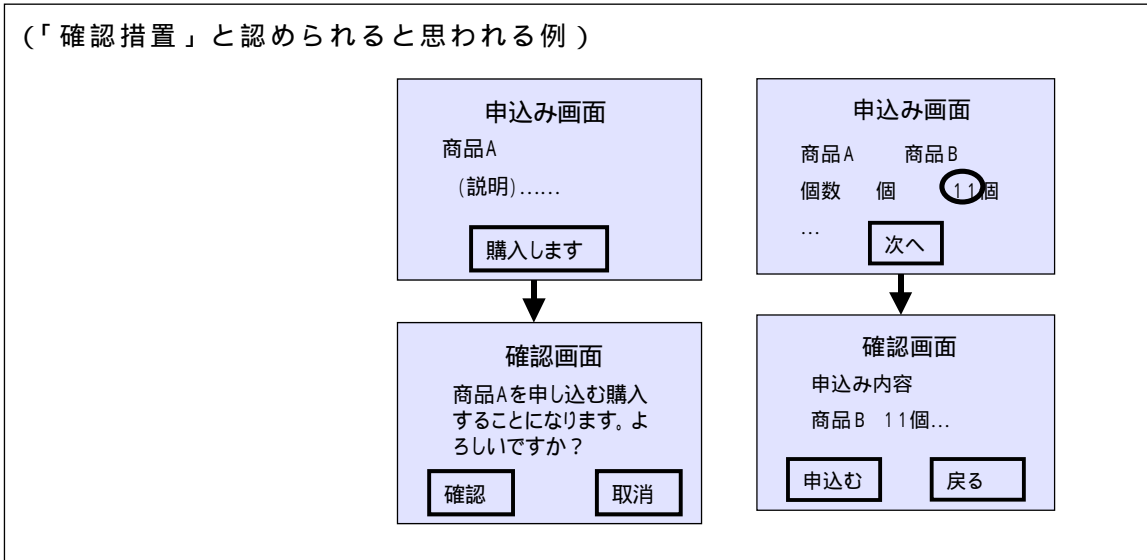 (「確認措置」と認められると思われる例)
申込み画面
商品A
(説明)……
購入します
確認画面
商品Aを申し込む購入
することになります。よ
ろしいですか?
確認
取消
申込み画面
商品A 商品B
個数 個 11個
…
次へ
確認画面
申込み内容
商品B 11個…
申込む
戻る